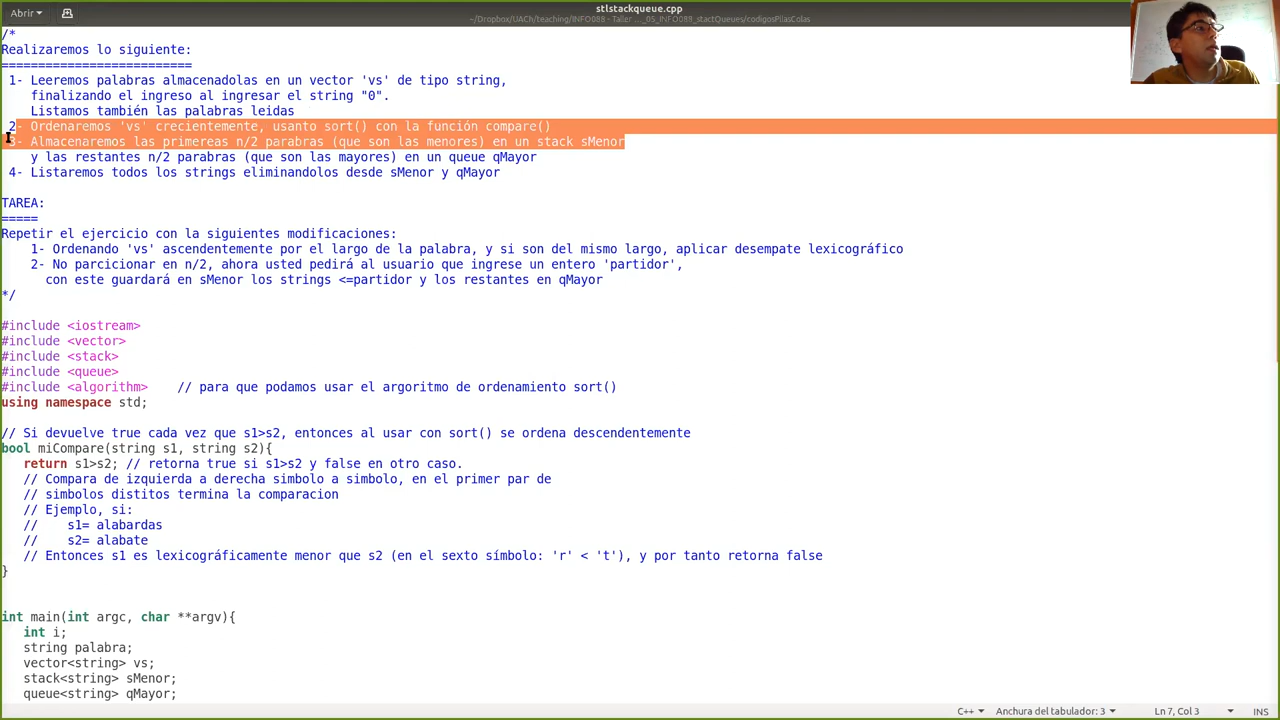 Abrir
stlstackqueue.cpp
~/Dropbox/UACh/teaching/INFO088 - Taller ..._05_INFO088_stactQueues/codigosPilasColas
/*
Realizaremos lo siguiente:
==========================
1- Leeremos palabras almacenadolas en un vector 'vs' de tipo string,
finalizando el ingreso al ingresar el string "0".
Listamos también las palabras leidas
2- Ordenaremos 'vs' crecientemente, usanto sort() con la función compare()
3- Almacenaremos las primereas n/2 parabras (que son las menores) en un stack sMenor
y las restantes n/2 parabras (que son las mayores) en un queue qMayor
4- Listaremos todos los strings eliminandolos desde sMenor y qMayor
TAREA:
=====
Repetir el ejercicio con la siguientes modificaciones:
1- Ordenando 'vs' ascendentemente por el largo de la palabra, y si son del mismo largo, aplicar desempate lexicográfico
2- No parcicionar en n/2, ahora usted pedirá al usuario que ingrese un entero 'partidor',
con este guardará en sMenor los strings <=partidor y los restantes en qMayor
*/
#include <iostream>
#include <vector>
#include <stack>
#include <queue>
#include <algorithm>    // para que podamos usar el argoritmo de ordenamiento sort()
using namespace std;
// Si devuelve true cada vez que s1>s2, entonces al usar con sort() se ordena descendentemente
bool miCompare(string s1, string s2){
return s1>s2; // retorna true si s1>s2 y false en otro caso.
// Compara de izquierda a derecha simbolo a simbolo, en el primer par de
// simbolos distitos termina la comparacion
// Ejemplo, si:
//    s1= alabardas
//    s2= alabate
// Entonces s1 es lexicográficamente menor que s2 (en el sexto símbolo: 'r' < 't'), y por tanto retorna false
}
int main(int argc, char **argv){
int i;
string palabra;
vector<string> vs;
stack<string> sMenor;
queue<string> qMayor;
C++
Anchura del tabulador: 3
Ln 7, Col 3
INS